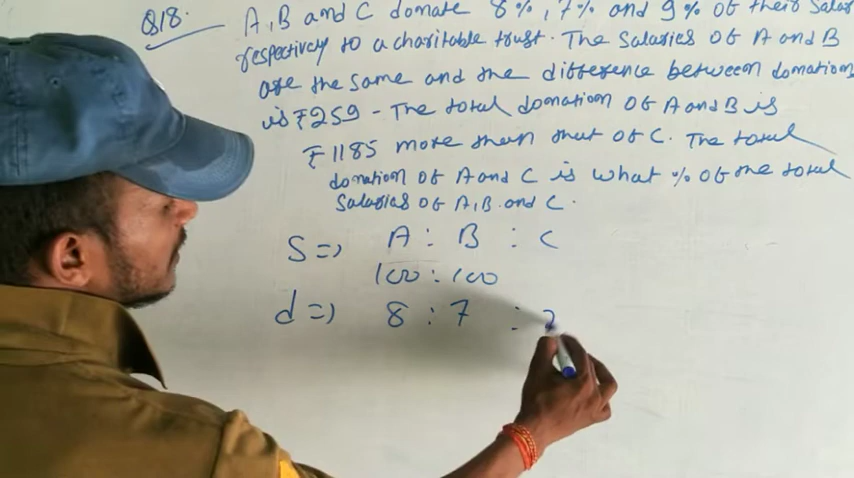 Q18. A, B and C donate 8%, 7% and 9% of their Salar
respectively to a charitable trust. The Salaries of A and B
are the same and the difference between donations
is ₹259 - The total donation of A and B is
₹1185 more than that of C. The total
donation of A and C is what % of the total
Salaries of A, B and C.
S => A : B : C
100 : 100
d => 8 : 7 :